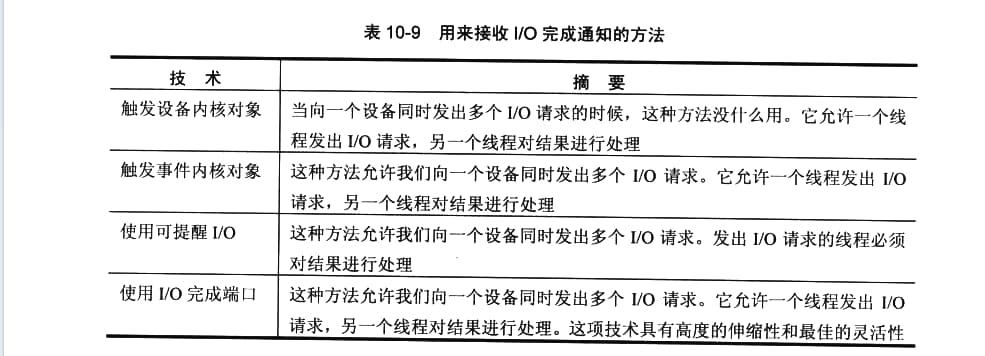 表 10-9 用来接收 I/O 完成通知的方法
技 术 摘 要
触发设备内核对象 当向一个设备同时发出多个 I/O 请求的时候，这种方法没什么用。它允许一个线
程发出 I/O 请求，另一个线程对结果进行处理
触发事件内核对象 这种方法允许我们向一个设备同时发出多个 I/O 请求。它允许一个线程发出 I/O
请求，另一个线程对结果进行处理
使用可提醒 I/O 这种方法允许我们向一个设备同时发出多个 I/O 请求。发出 I/O 请求的线程必须
对结果进行处理
使用 I/O 完成端口 这种方法允许我们向一个设备同时发出多个 I/O 请求。它允许一个线程发出 I/O
请求，另一个线程对结果进行处理。这项技术具有高度的伸缩性和最佳的灵活性